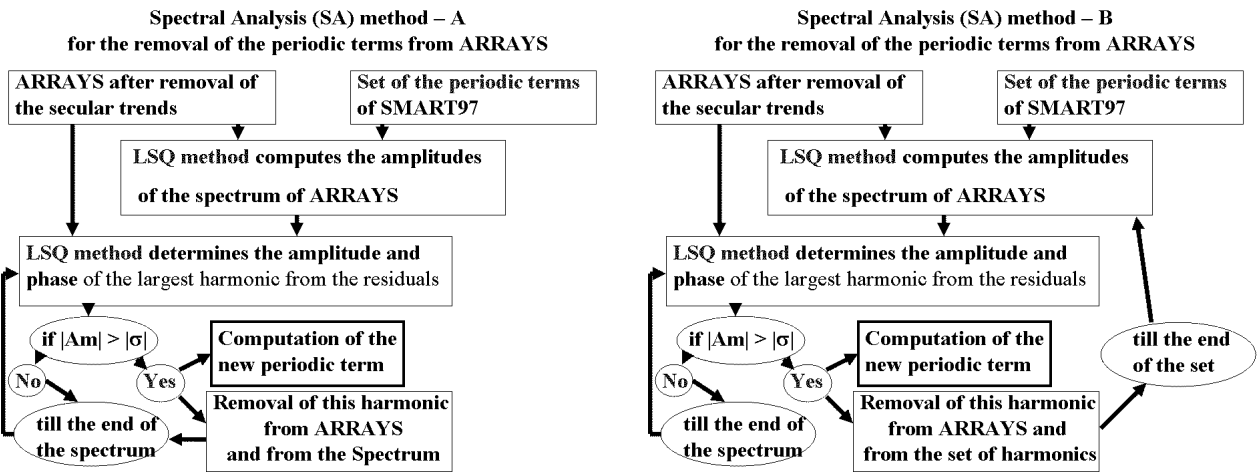 Spectral Analysis (SA) method – A
for the removal of the periodic terms from ARRAYS
ARRAYS after removal of
the secular trends
Set of the periodic terms
of SMART97
LSQ method computes the amplitudes
of the spectrum of ARRAYS
LSQ method determines the amplitude and
phase of the largest harmonic from the residuals
if |Am| > |σ|
Computation of the
new periodic term
No
Yes
till the end of
the spectrum
Removal of this harmonic
from ARRAYS
and from the Spectrum
Spectral Analysis (SA) method – B
for the removal of the periodic terms from ARRAYS
ARRAYS after removal of
the secular trends
Set of the periodic terms
of SMART97
LSQ method computes the amplitudes
of the spectrum of ARRAYS
LSQ method determines the amplitude and
phase of the largest harmonic from the residuals
if |Am| > |σ|
Computation of the
new periodic term
till the end
of the set
No
Yes
till the end of
the spectrum
Removal of this harmonic
from ARRAYS and
from the set of harmonics